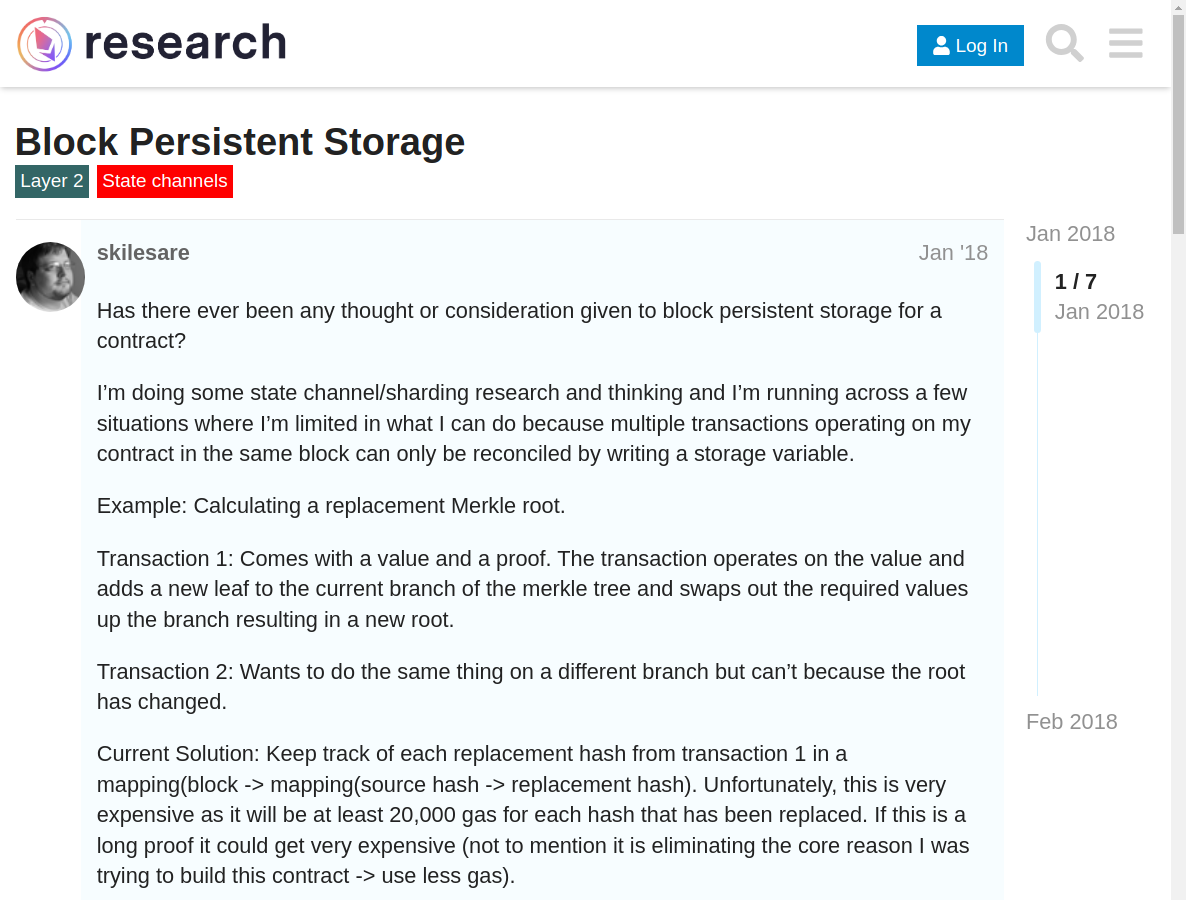 research
Log In
Block Persistent Storage
Layer 2 State channels
skilesare
Jan '18
Has there ever been any thought or consideration given to block persistent storage for a
contract?
I’m doing some state channel/sharding research and thinking and I’m running across a few
situations where I’m limited in what I can do because multiple transactions operating on my
contract in the same block can only be reconciled by writing a storage variable.
Example: Calculating a replacement Merkle root.
Transaction 1: Comes with a value and a proof. The transaction operates on the value and
adds a new leaf to the current branch of the merkle tree and swaps out the required values
up the branch resulting in a new root.
Transaction 2: Wants to do the same thing on a different branch but can’t because the root
has changed.
Current Solution: Keep track of each replacement hash from transaction 1 in a
mapping(block -> mapping(source hash -> replacement hash). Unfortunately, this is very
expensive as it will be at least 20,000 gas for each hash that has been replaced. If this is a
long proof it could get very expensive (not to mention it is eliminating the core reason I was
trying to build this contract -> use less gas).
Jan 2018
1 / 7
Jan 2018
Feb 2018